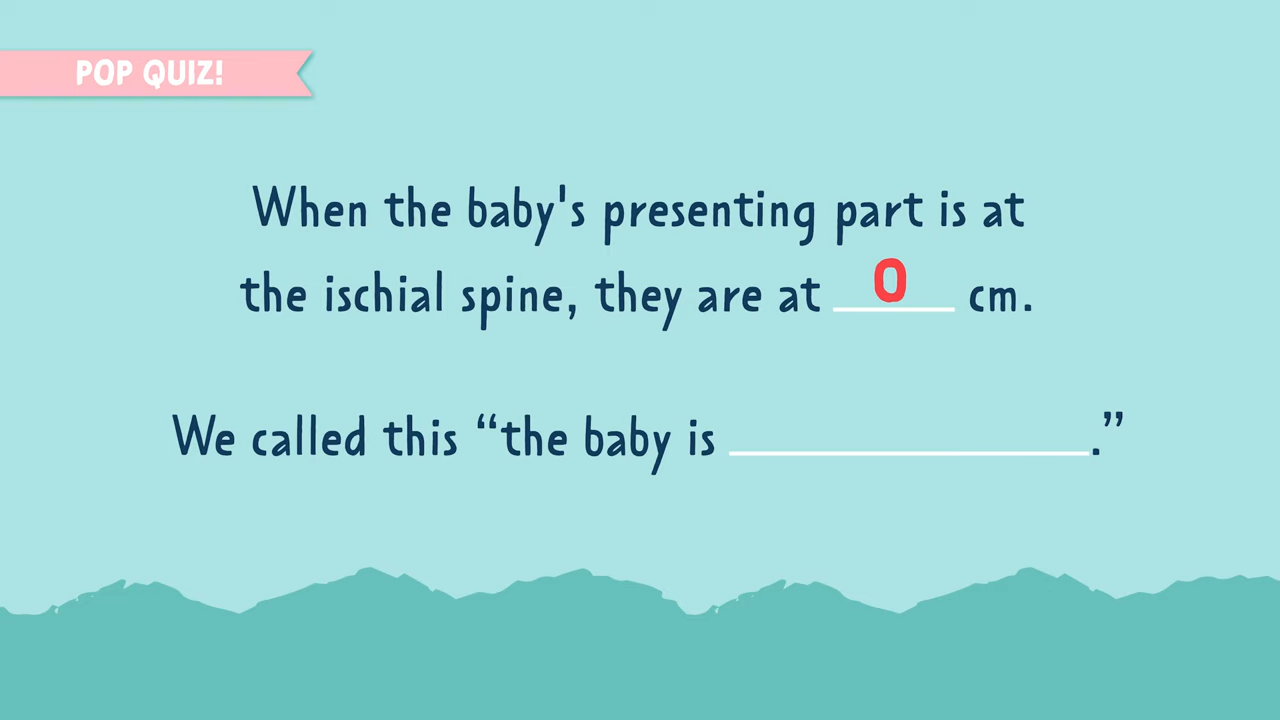 POP QUIZ!
When the baby's presenting part is at
the ischial spine, they are at 0 cm.
We called this “the baby is ____________.”